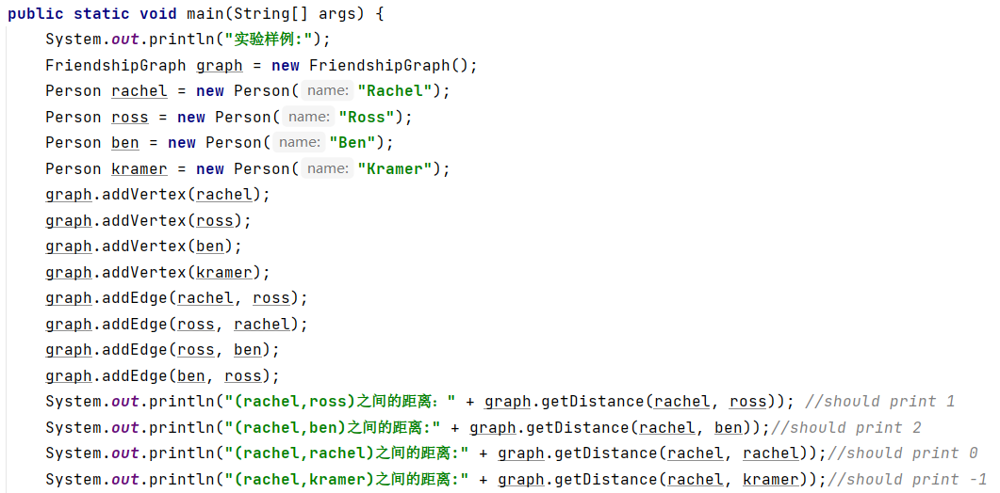 public static void main(String[] args) {
System.out.println("实验样例:");
FriendshipGraph graph = new FriendshipGraph();
Person rachel = new Person( name: "Rachel");
Person ross = new Person( name: "Ross");
Person ben = new Person( name: "Ben");
Person kramer = new Person( name: "Kramer");
graph.addVertex(rachel);
graph.addVertex(ross);
graph.addVertex(ben);
graph.addVertex(kramer);
graph.addEdge(rachel, ross);
graph.addEdge(ross, rachel);
graph.addEdge(ross, ben);
graph.addEdge(ben, ross);
System.out.println("(rachel,ross)之间的距离：" + graph.getDistance(rachel, ross)); //should print 1
System.out.println("(rachel,ben)之间的距离:" + graph.getDistance(rachel, ben));//should print 2
System.out.println("(rachel,rachel)之间的距离:" + graph.getDistance(rachel, rachel));//should print 0
System.out.println("(rachel,kramer)之间的距离:" + graph.getDistance(rachel, kramer));//should print -1